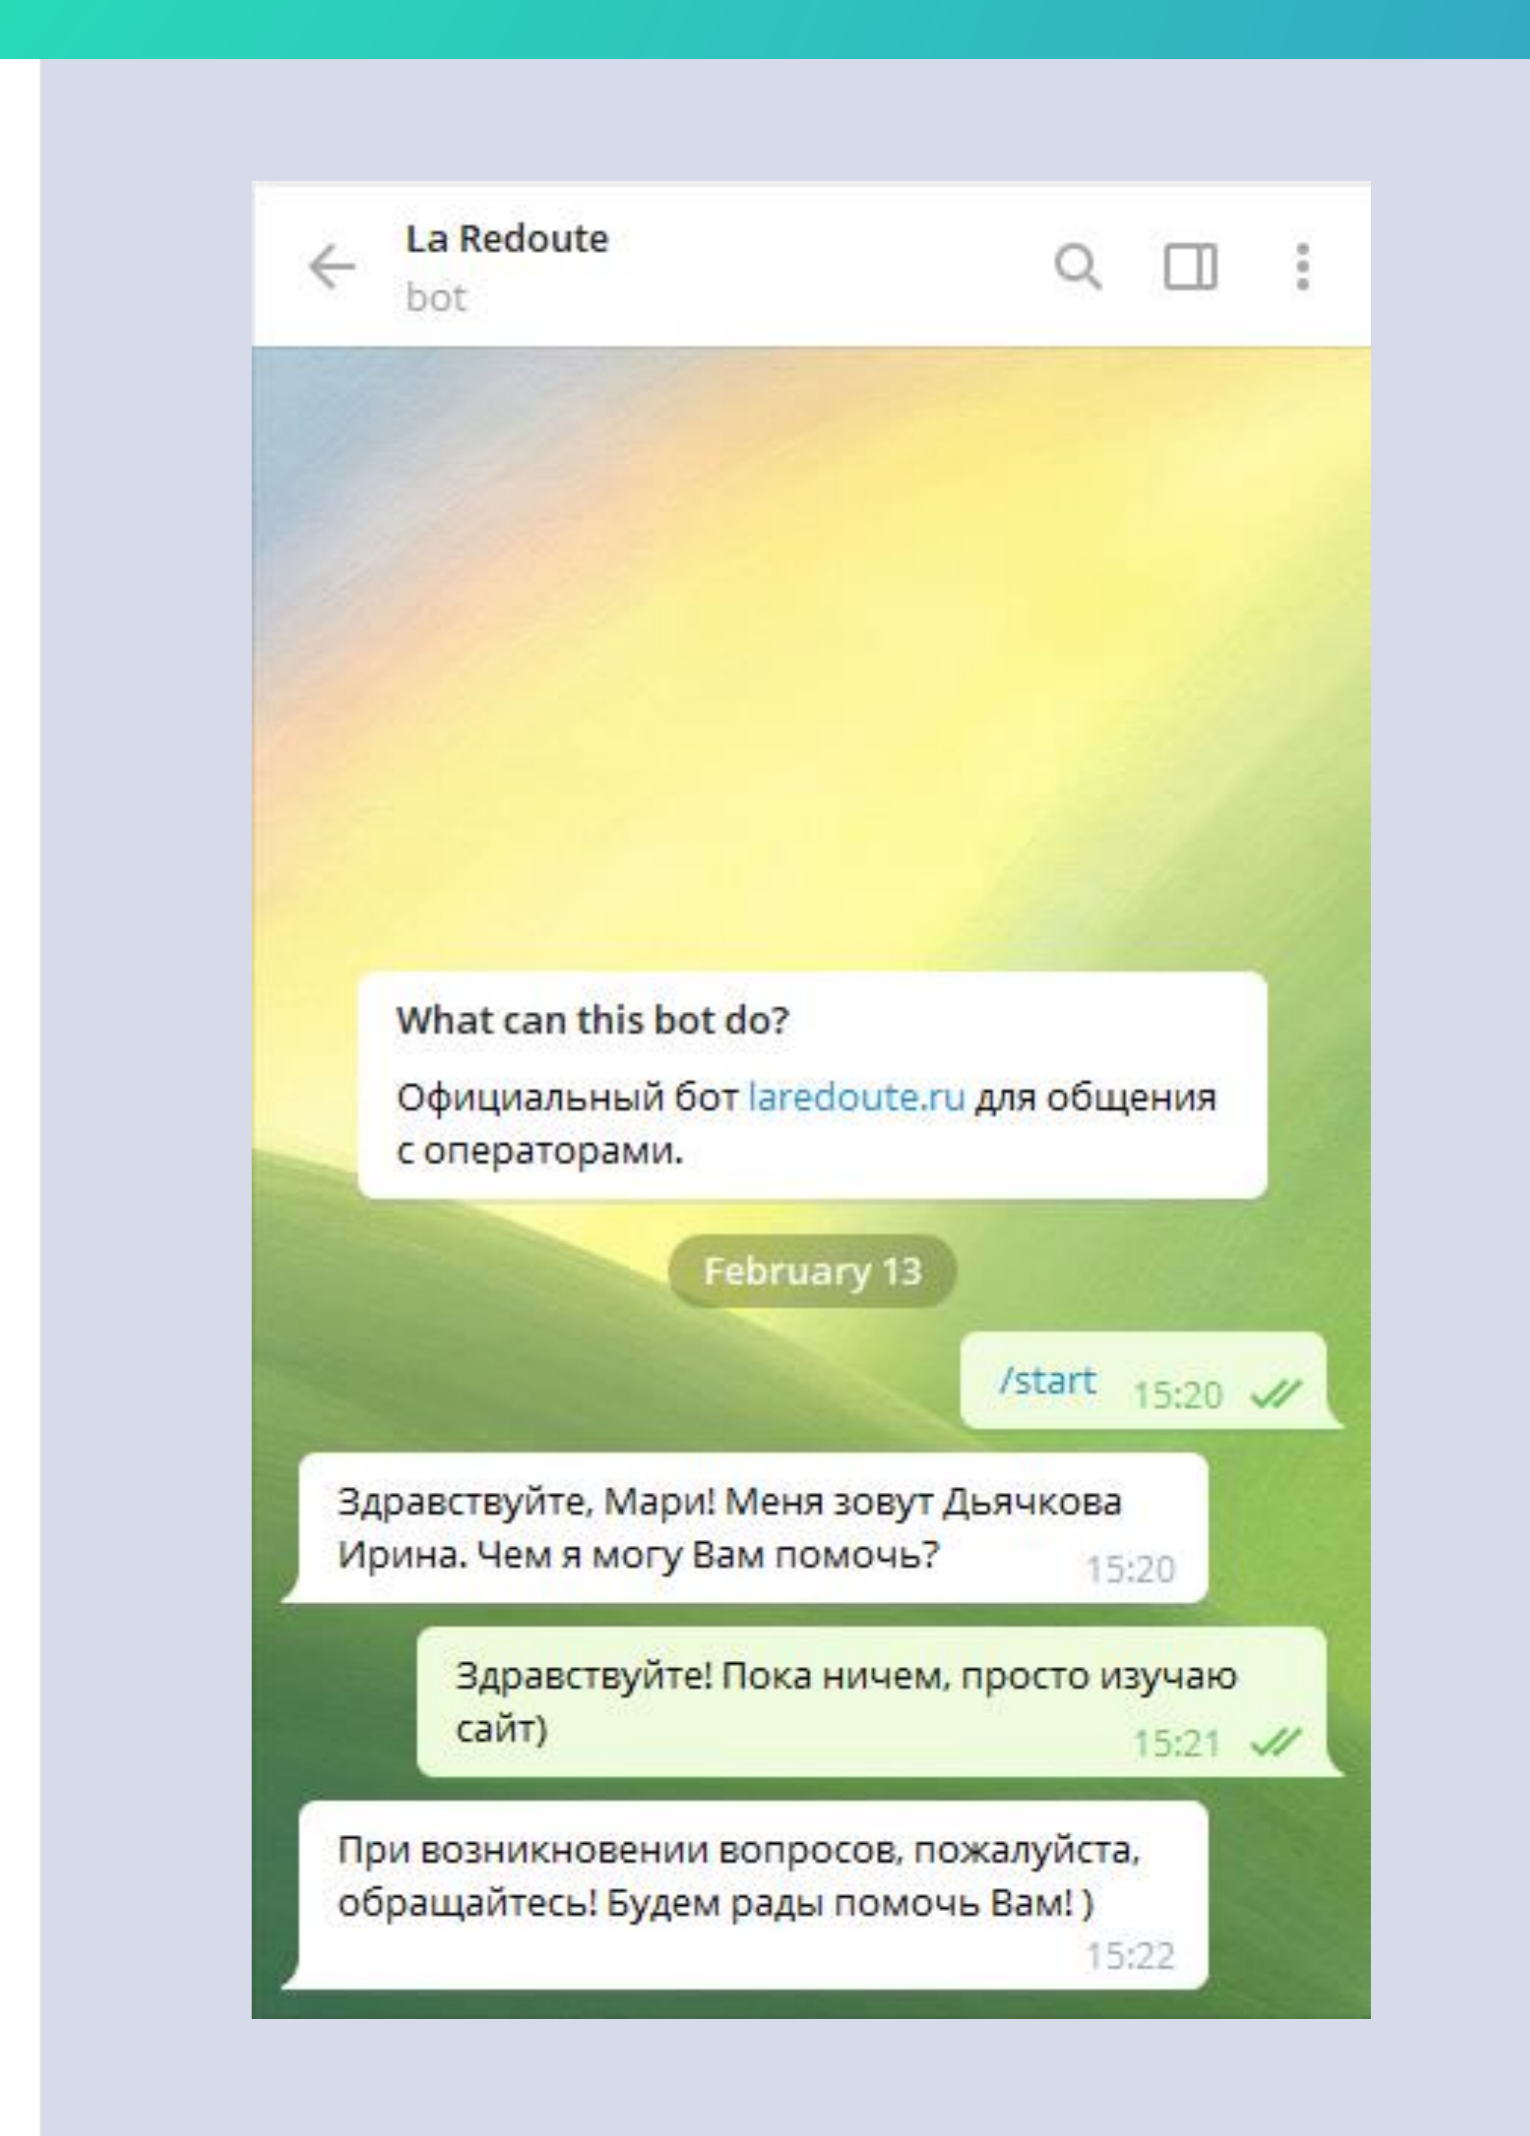 La Redoute
bot
What can this bot do?
Официальный бот laredoute.ru для общения
с операторами.
February 13
/start 15:20
Здравствуйте, Мари! Меня зовут Дьячкова
Ирина. Чем я могу Вам помочь? 15:20
Здравствуйте! Пока ничем, просто изучаю
сайт) 15:21
При возникновении вопросов, пожалуйста,
обращайтесь! Будем рады помочь Вам! )
15:22